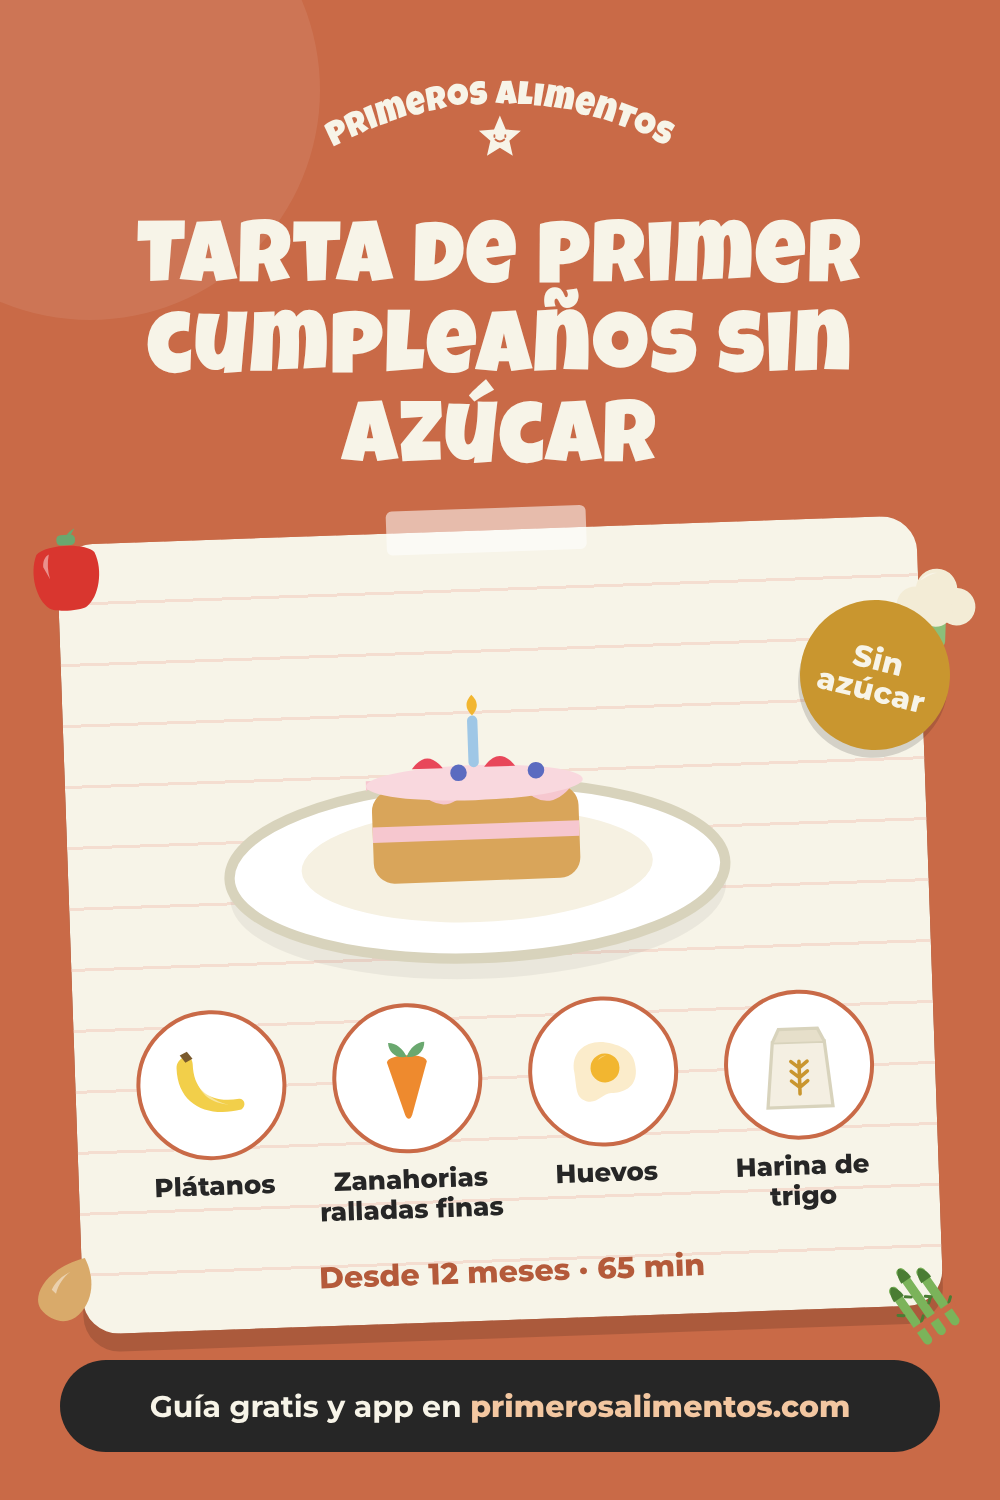 PRIMEROS ALIMENTOS
TARTA DE PRIMER
CUMPLEAÑOS SIN
AZÚCAR
Sin
azúcar
Plátanos
Zanahorias
ralladas finas
Huevos
Harina de
trigo
Desde 12 meses · 65 min
Guía gratis y app en primerosalimentos.com